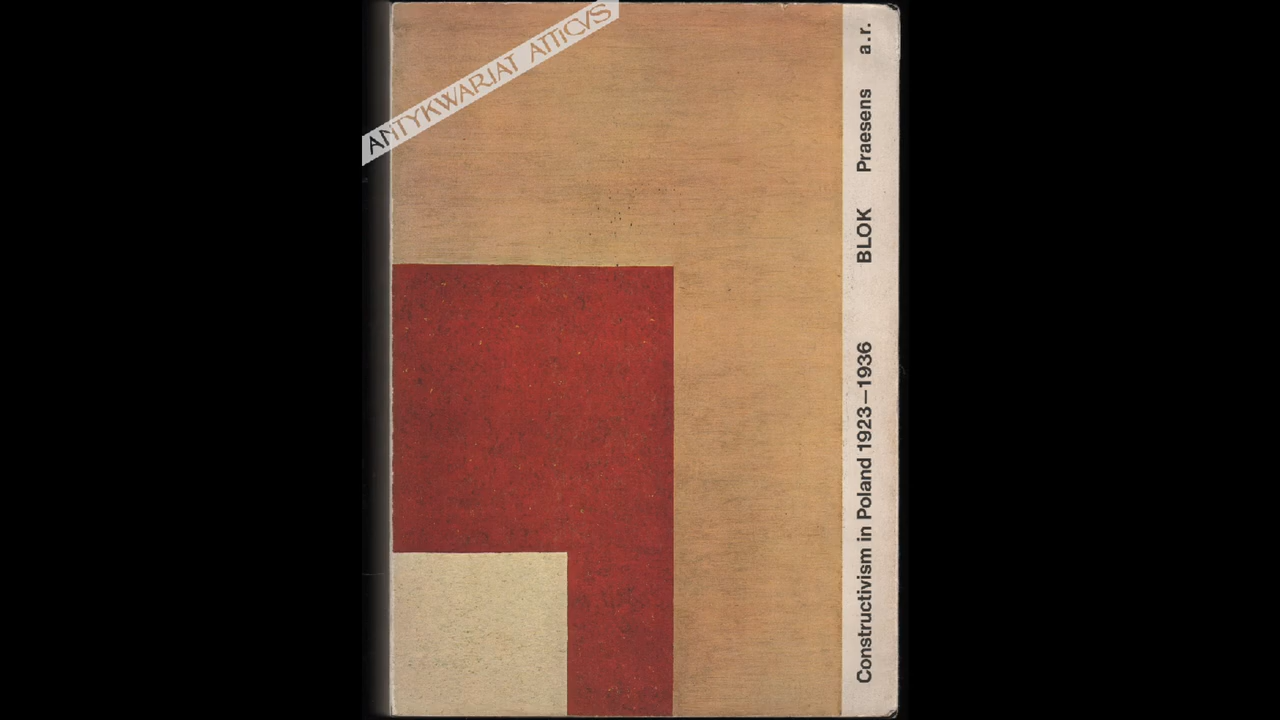 ANTYKWARIAT ATTICVS
Constructivism in Poland 1923–1936 BLOK Praesens a.r.